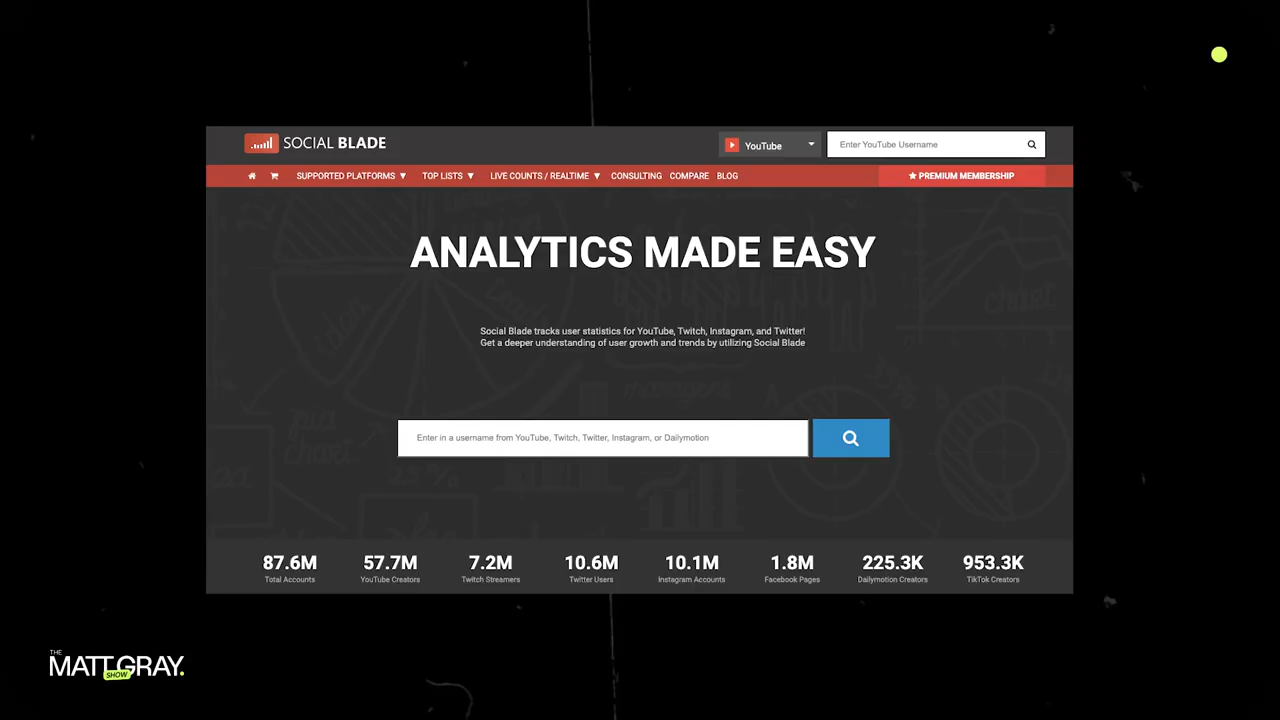 SOCIAL BLADE
YouTube
Enter YouTube Username
SUPPORTED PLATFORMS ▼ TOP LISTS ▼ LIVE COUNTS / REALTIME ▼ CONSULTING COMPARE BLOG
★ PREMIUM MEMBERSHIP
ANALYTICS MADE EASY
Social Blade tracks user statistics for YouTube, Twitch, Instagram, and Twitter!
Get a deeper understanding of user growth and trends by utilizing Social Blade
Enter in a username from YouTube, Twitch, Twitter, Instagram, or Dailymotion
87.6M 57.7M 7.2M 10.6M 10.1M 1.8M 225.3K 953.3K
Total Accounts YouTube Creators Twitch Streamers Twitter Users Instagram Accounts Facebook Pages Dailymotion Creators TikTok Creators
pus
chart
managers
chart
THE
MATT GRAY.
SHOW